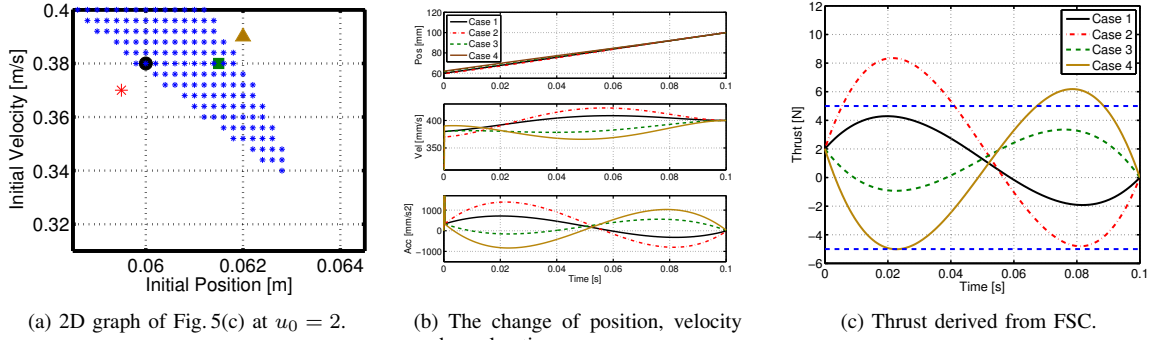 0.4
0.38
0.36
0.34
0.32
Initial Velocity [m/s]
0.06
0.062
0.064
Initial Position [m]
(a) 2D graph of Fig. 5(c) at u0 = 2.
120
100
80
60
Pos [mm]
Case 1
Case 2
Case 3
Case 4
0
0.02
0.04
0.06
0.08
0.1
400
350
Vel [mm/s]
0
0.02
0.04
0.06
0.08
0.1
1000
0
−1000
Acc [mm/s2]
0
0.02
0.04
0.06
0.08
0.1
Time [s]
(b) The change of position, velocity
12
10
8
6
4
2
0
−2
−4
−6
Thrust [N]
Case 1
Case 2
Case 3
Case 4
0
0.02
0.04
0.06
0.08
0.1
Time [s]
(c) Thrust derived from FSC.